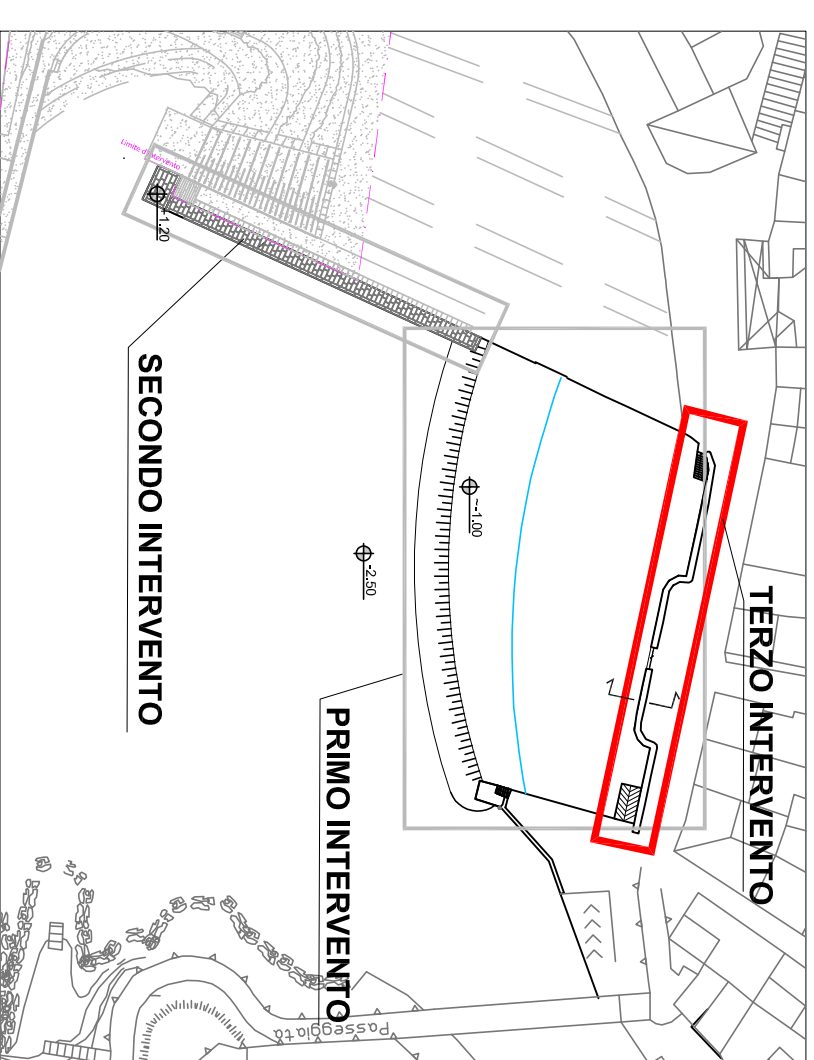 Limite d'intervento
-1.20
SECONDO INTERVENTO
~-1.00
-2.50
TERZO INTERVENTO
PRIMO INTERVENTO
Passeggiata